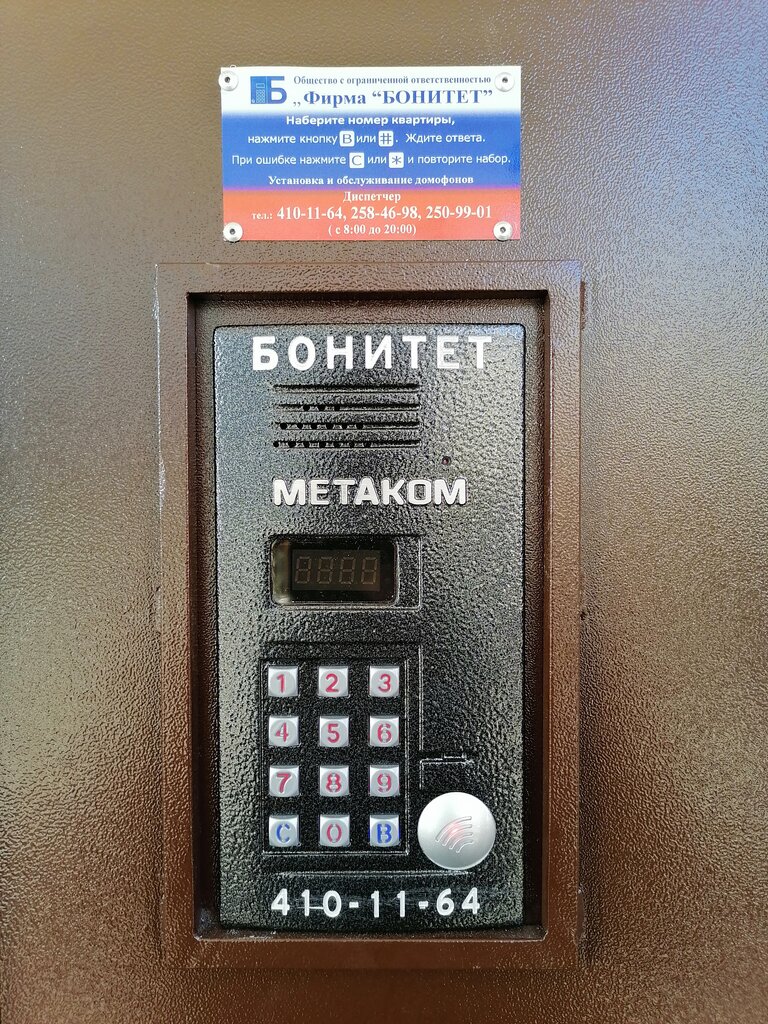 Б Общество с ограниченной ответственностью
„Фирма “БОНИТЕТ”
Наберите номер квартиры,
нажмите кнопку B или #. Ждите ответа.
При ошибке нажмите C или * и повторите набор.
Установка и обслуживание домофонов
Диспетчер
тел.: 410-11-64, 258-46-98, 250-99-01
( с 8:00 до 20:00)
БОНИТЕТ
МЕТАКОМ
1 2 3
4 5 6
7 8 9
C 0 B
410-11-64